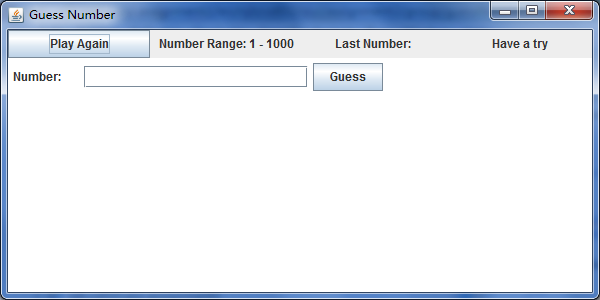 Guess Number
Play Again Number Range: 1 - 1000 Last Number: Have a try
Number: Guess